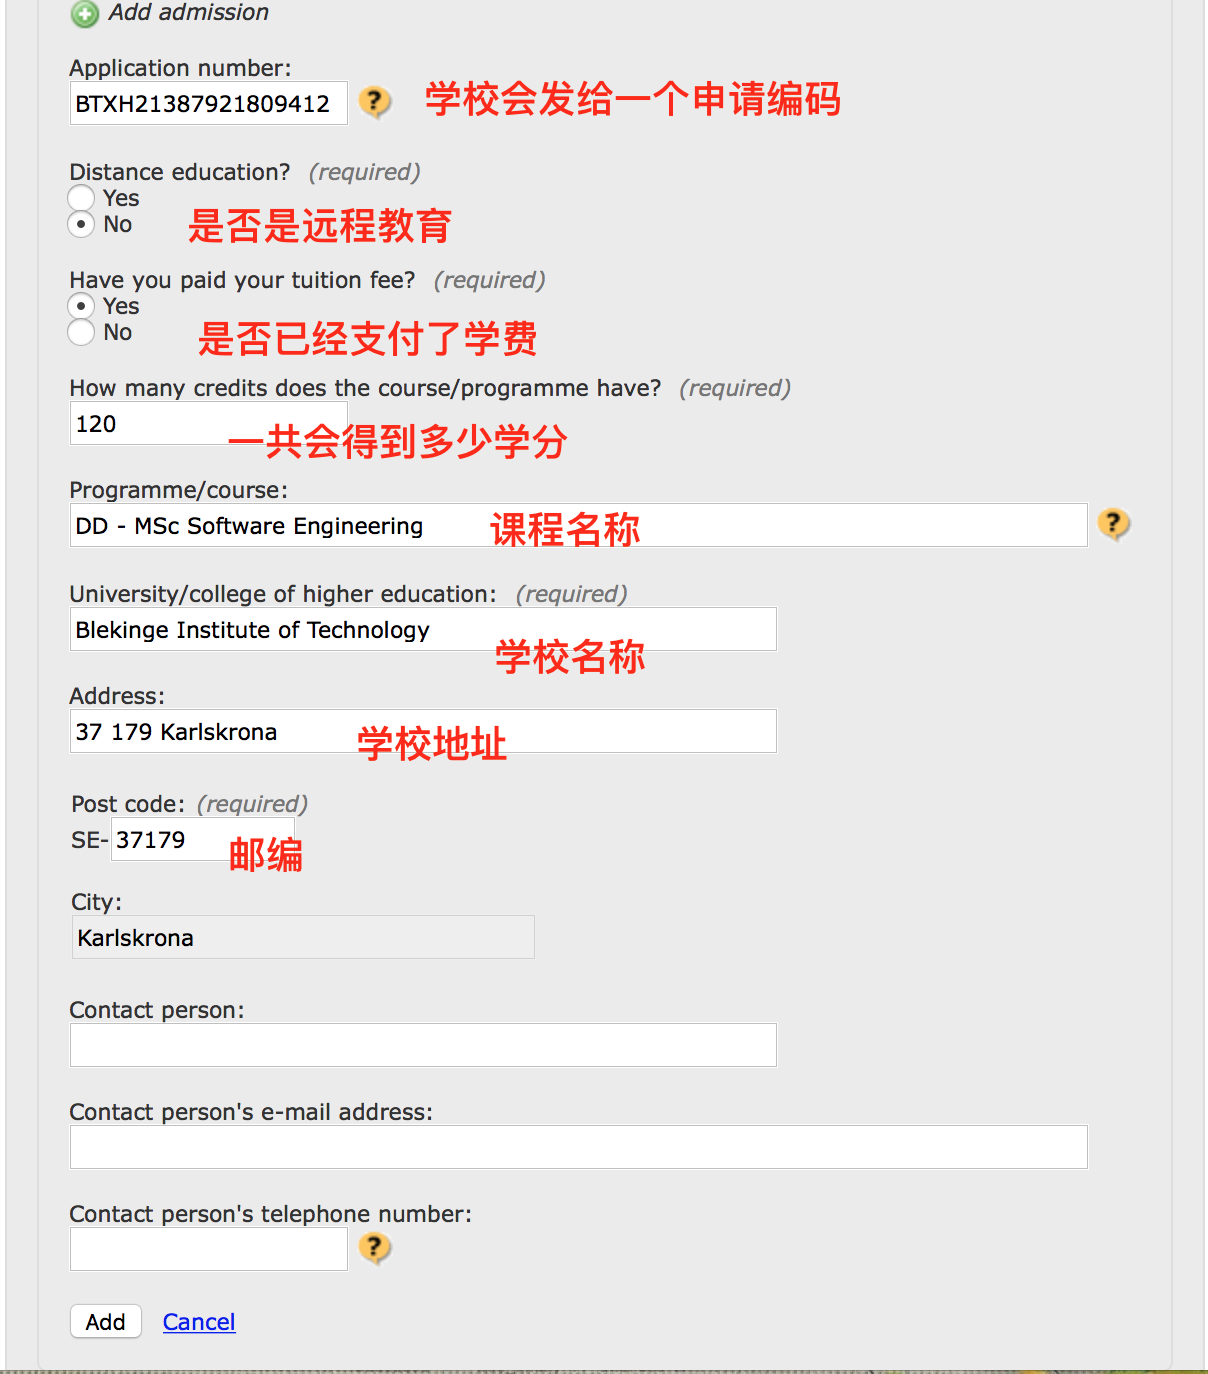 Add admission
Application number:
BTXH21387921809412
?
学校会发给一个申请编码
Distance education? (required)
Yes
No
是否是远程教育
Have you paid your tuition fee? (required)
Yes
No
是否已经支付了学费
How many credits does the course/programme have? (required)
120
一共会得到多少学分
Programme/course:
DD - MSc Software Engineering
课程名称
?
University/college of higher education: (required)
Blekinge Institute of Technology
学校名称
Address:
37 179 Karlskrona
学校地址
Post code: (required)
SE-37179
邮编
City:
Karlskrona
Contact person:
Contact person's e-mail address:
Contact person's telephone number:
?
Add Cancel